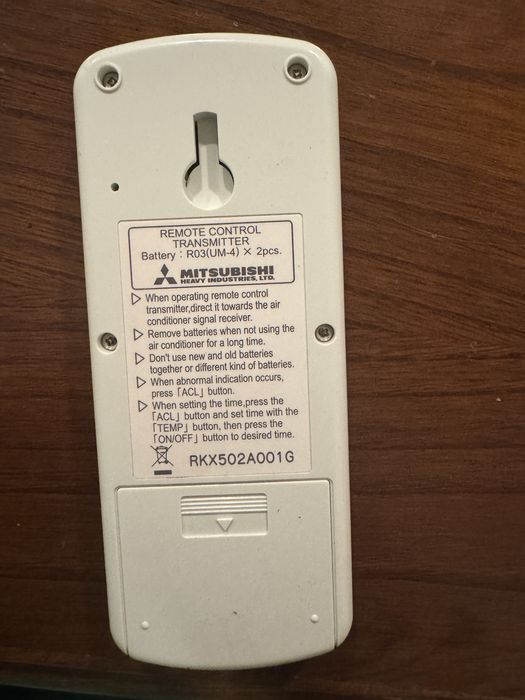 REMOTE CONTROL
TRANSMITTER
Battery : R03(UM-4) × 2pcs.
MITSUBISHI
HEAVY INDUSTRIES, LTD.
▷ When operating remote control
transmitter,direct it towards the air
conditioner signal receiver.
▷ Remove batteries when not using the
air conditioner for a long time.
▷ Don't use new and old batteries
together or different kind of batteries.
▷ When abnormal indication occurs,
press「ACL」button.
▷ When setting the time,press the
「ACL」button and set time with the
「TEMP」button, then press the
「ON/OFF」button to desired time.
RKX502A001G